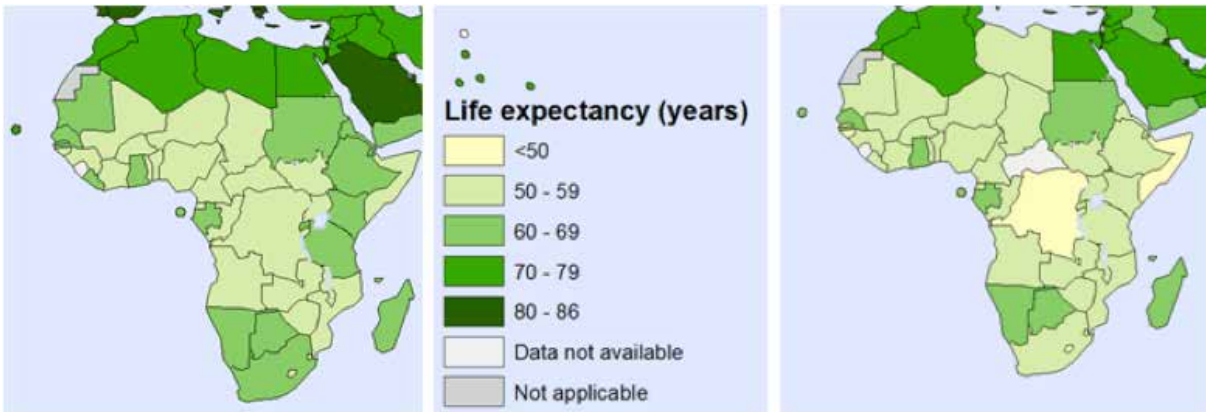 Life expectancy (years)
<50
50 - 59
60 - 69
70 - 79
80 - 86
Data not available
Not applicable